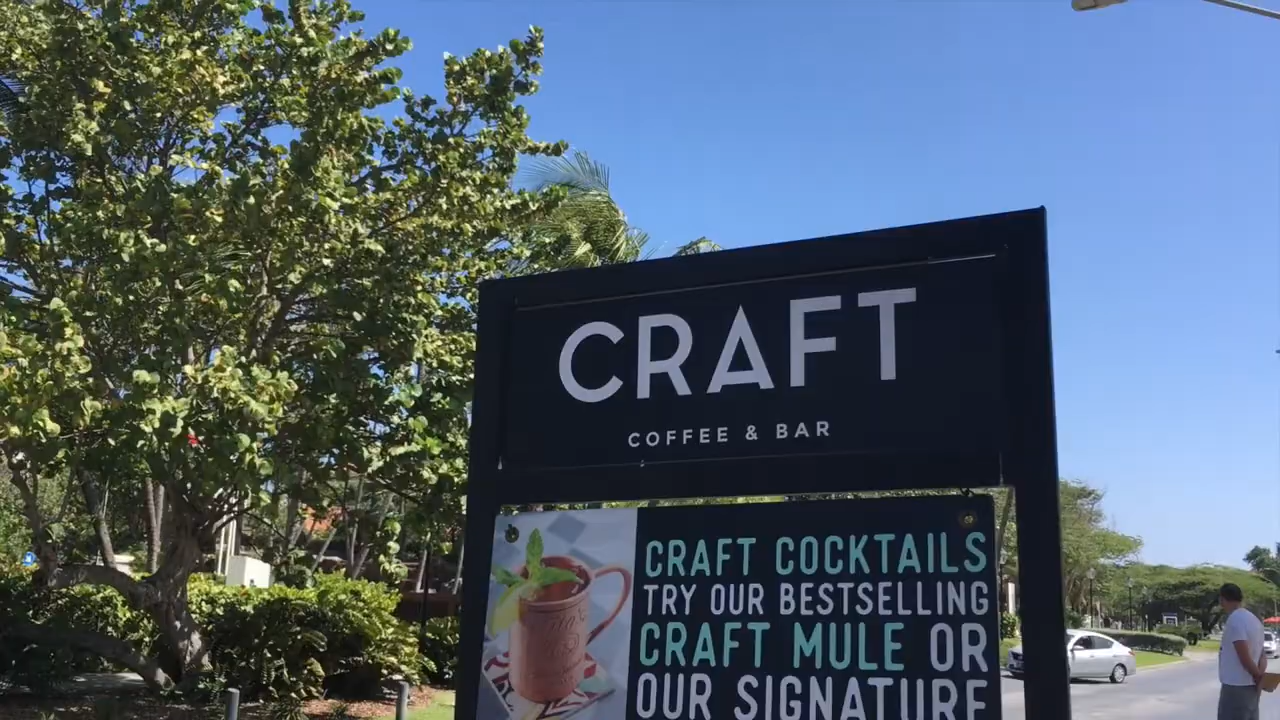 CRAFT
COFFEE & BAR
CRAFT COCKTAILS
TRY OUR BESTSELLING
CRAFT MULE OR
OUR SIGNATURE